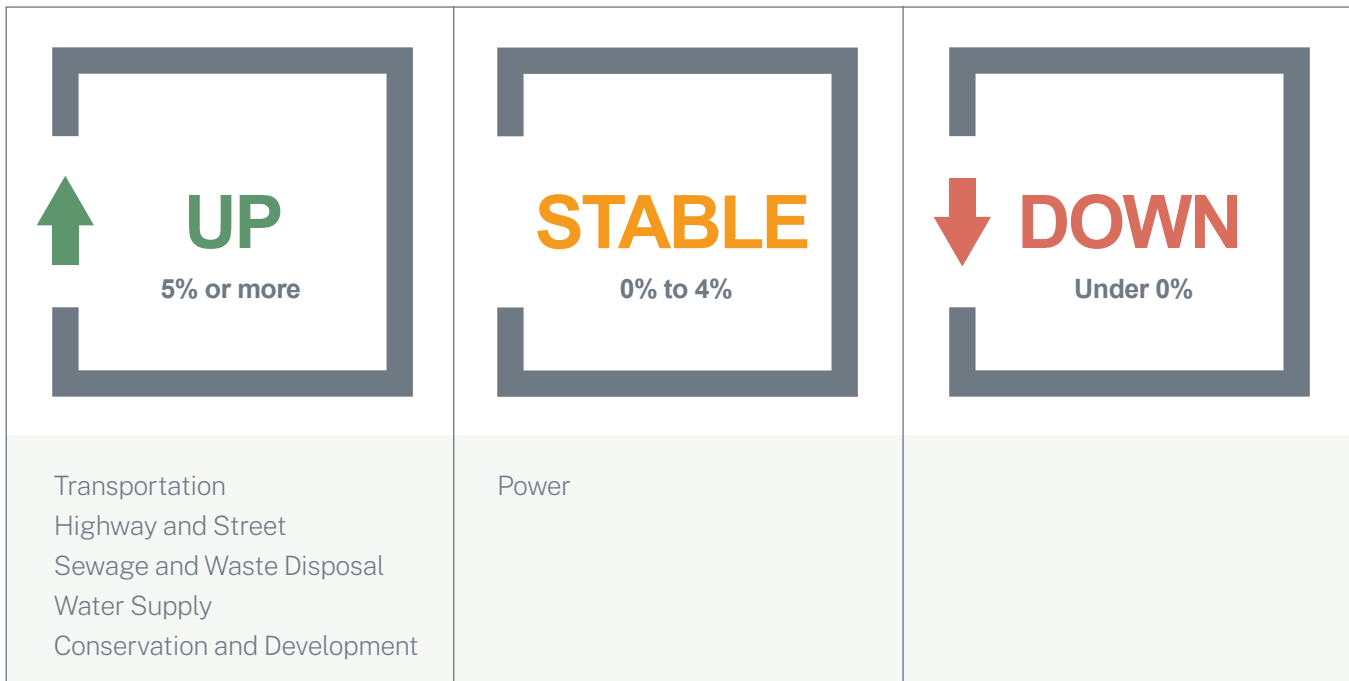 UP
5% or more
Transportation
Highway and Street
Sewage and Waste Disposal
Water Supply
Conservation and Development
STABLE
0% to 4%
Power
DOWN
Under 0%